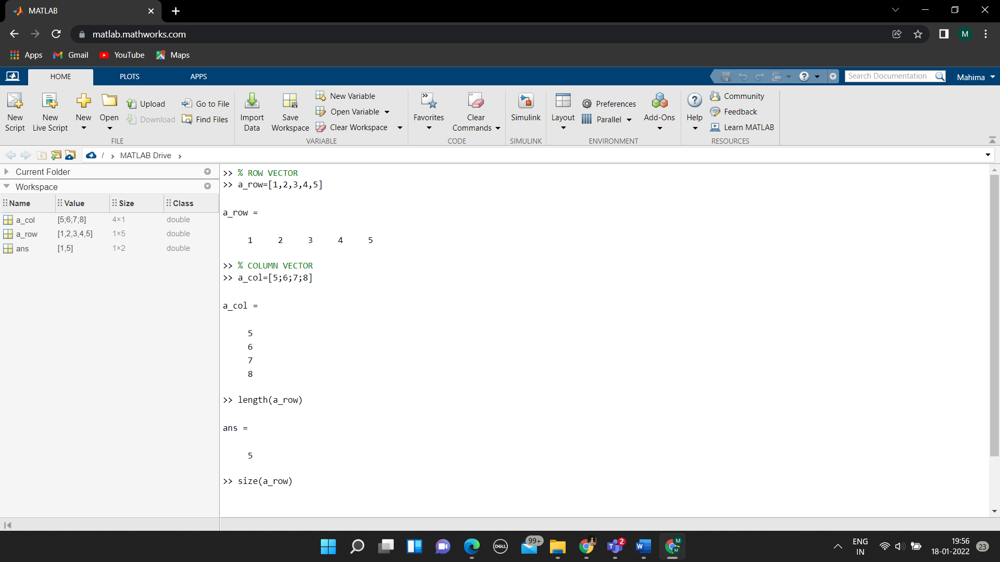 MATLAB
matlab.mathworks.com
M
Apps Gmail YouTube Maps
HOME PLOTS APPS
Search Documentation
Mahima
New Script
New Live Script
New
Open
Upload
Download
Go to File
Find Files
FILE
Import Data
Save Workspace
New Variable
Open Variable
Clear Workspace
VARIABLE
Favorites
Clear Commands
CODE
Simulink
SIMULINK
Layout
Preferences
Parallel
Add-Ons
ENVIRONMENT
Help
Community
Feedback
Learn MATLAB
RESOURCES
/ › MATLAB Drive ›
Current Folder
Workspace
Name Value Size Class
a_col [5;6;7;8] 4×1 double
a_row [1,2,3,4,5] 1×5 double
ans [1,5] 1×2 double
>> % ROW VECTOR
>> a_row=[1,2,3,4,5]
a_row =
1 2 3 4 5
>> % COLUMN VECTOR
>> a_col=[5;6;7;8]
a_col =
5
6
7
8
>> length(a_row)
ans =
5
>> size(a_row)
DELL
99+
2
W
M
M
ENG
IN
19:56
18-01-2022
23